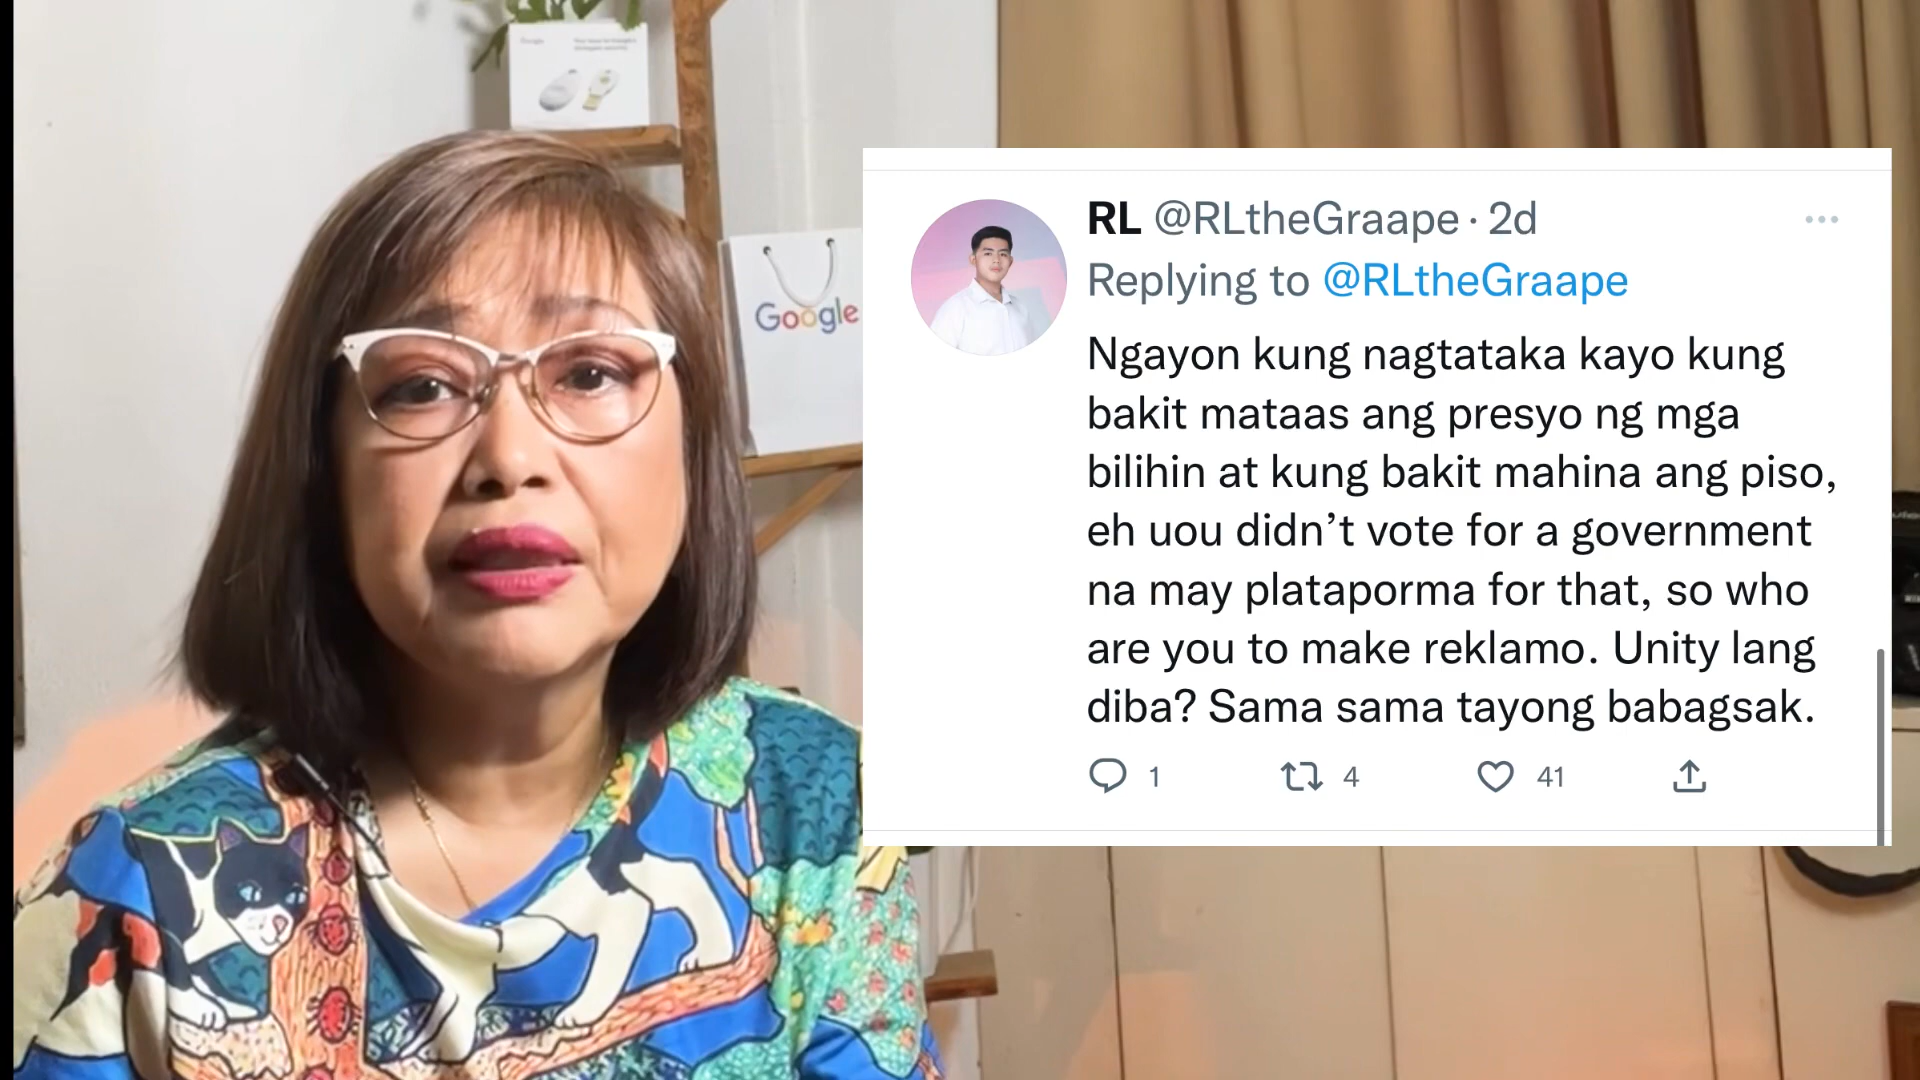 Google
RL @RLtheGraape · 2d
Replying to @RLtheGraape
Ngayon kung nagtataka kayo kung
bakit mataas ang presyo ng mga
bilihin at kung bakit mahina ang piso,
eh uou didn’t vote for a government
na may plataporma for that, so who
are you to make reklamo. Unity lang
diba? Sama sama tayong babagsak.
1 4 41